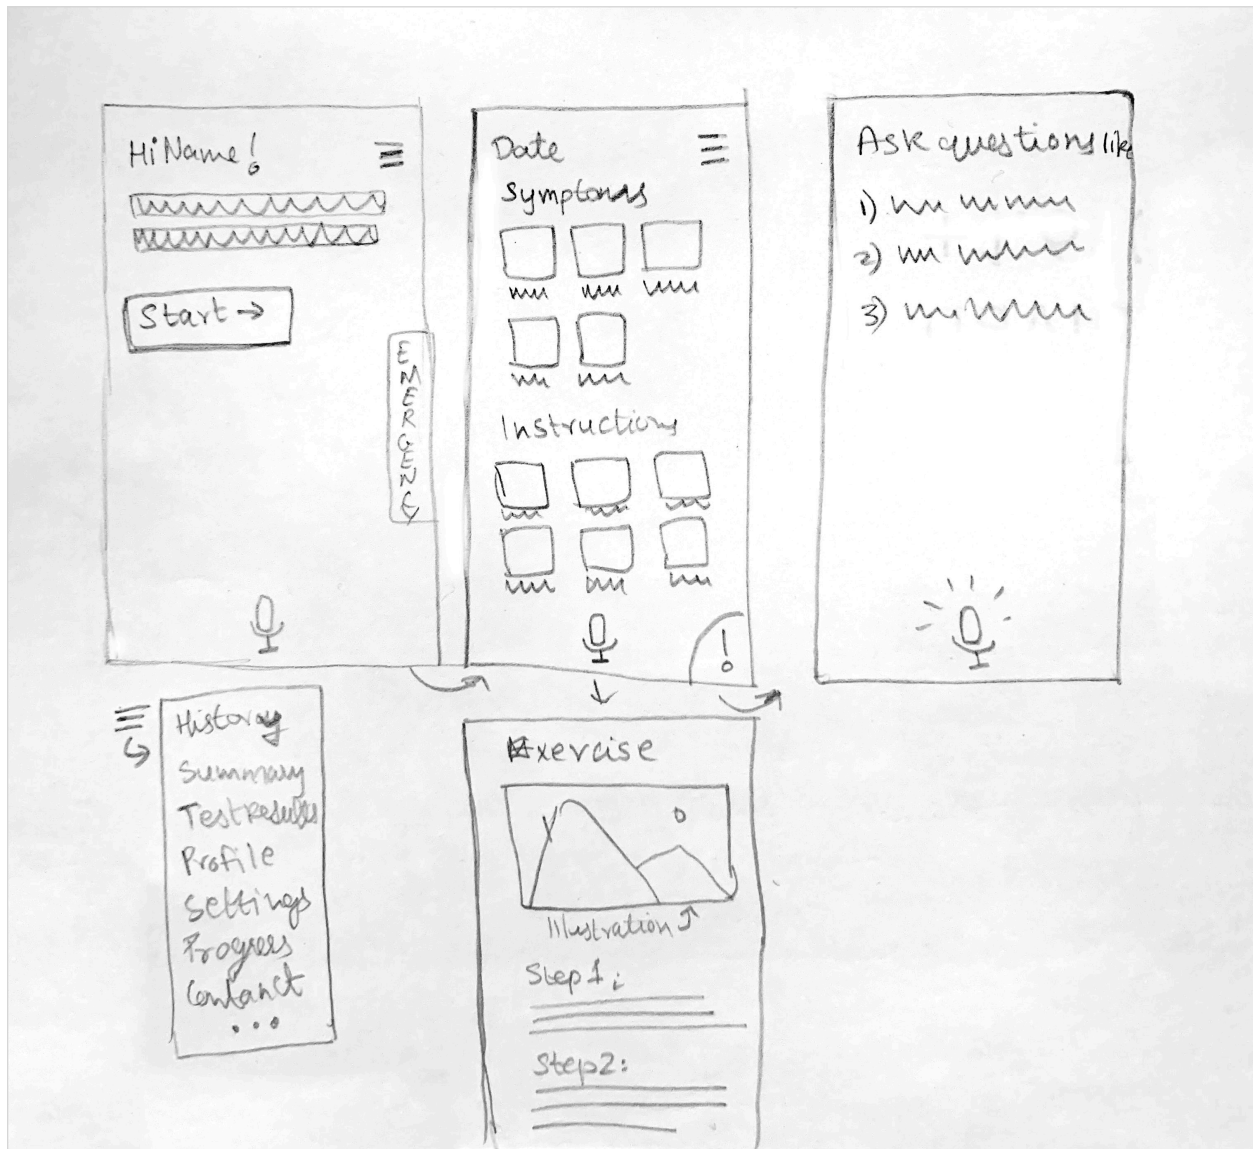 Hi Name!
Start →
EMERGENCY
Date
Symptoms
Instructions
!
Ask questions like
1)
2)
3)
History
Summary
Test Results
Profile
Settings
Progress
Contanct
...
Exercise
Illustration
Step 1:
Step 2: